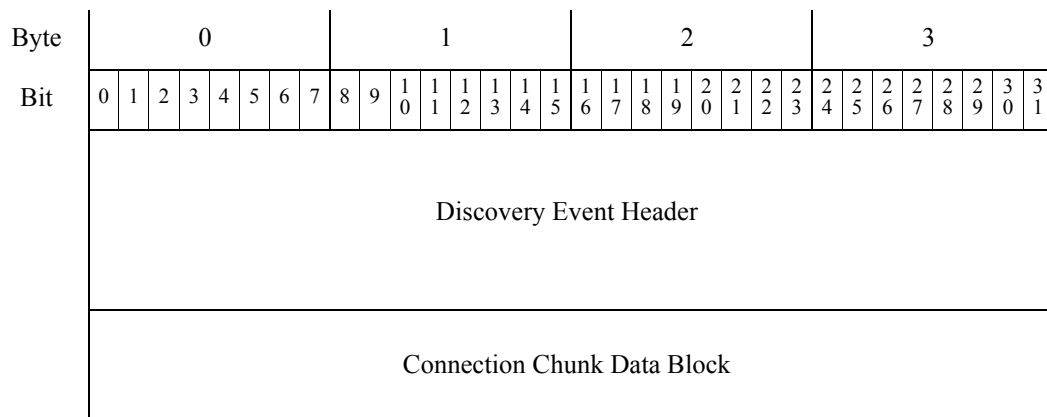 Byte 0 1 2 3
Bit 0 1 2 3 4 5 6 7 8 9 10 11 12 13 14 15 16 17 18 19 20 21 22 23 24 25 26 27 28 29 30 31
Discovery Event Header
Connection Chunk Data Block